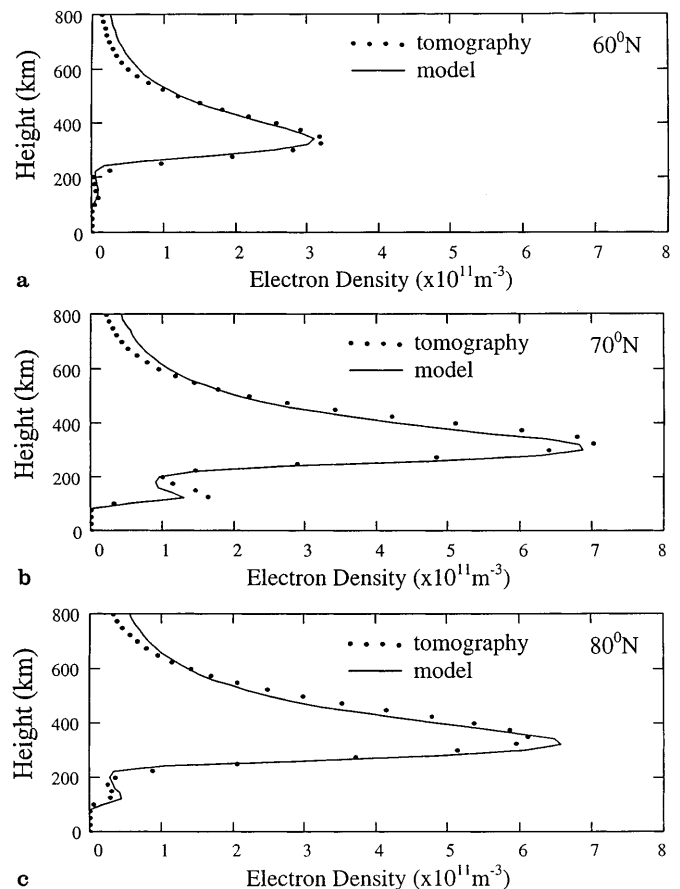 800
600
400
200
0
Height (km)
tomography
model
60⁰N
0 1 2 3 4 5 6 7 8
Electron Density (x10¹¹m⁻³)
a
800
600
400
200
0
Height (km)
tomography
model
70⁰N
0 1 2 3 4 5 6 7 8
Electron Density (x10¹¹m⁻³)
b
800
600
400
200
0
Height (km)
tomography
model
80⁰N
0 1 2 3 4 5 6 7 8
Electron Density (x10¹¹m⁻³)
c